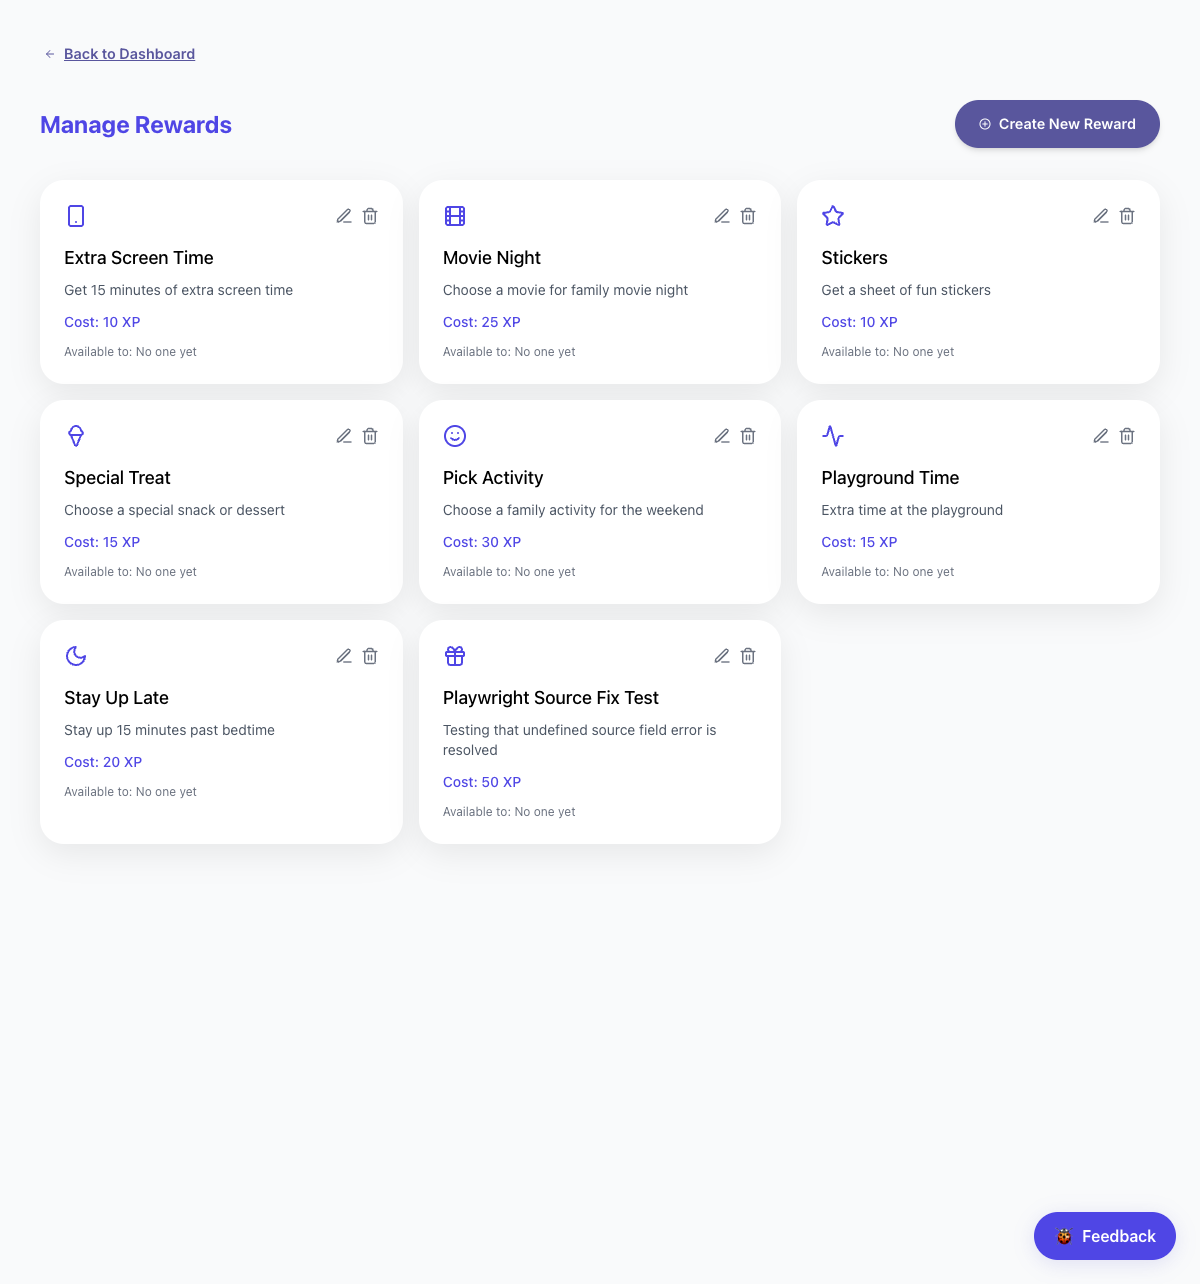 Back to Dashboard
Manage Rewards
Create New Reward
Extra Screen Time
Get 15 minutes of extra screen time
Cost: 10 XP
Available to: No one yet
Movie Night
Choose a movie for family movie night
Cost: 25 XP
Available to: No one yet
Stickers
Get a sheet of fun stickers
Cost: 10 XP
Available to: No one yet
Special Treat
Choose a special snack or dessert
Cost: 15 XP
Available to: No one yet
Pick Activity
Choose a family activity for the weekend
Cost: 30 XP
Available to: No one yet
Playground Time
Extra time at the playground
Cost: 15 XP
Available to: No one yet
Stay Up Late
Stay up 15 minutes past bedtime
Cost: 20 XP
Available to: No one yet
Playwright Source Fix Test
Testing that undefined source field error is
resolved
Cost: 50 XP
Available to: No one yet
Feedback